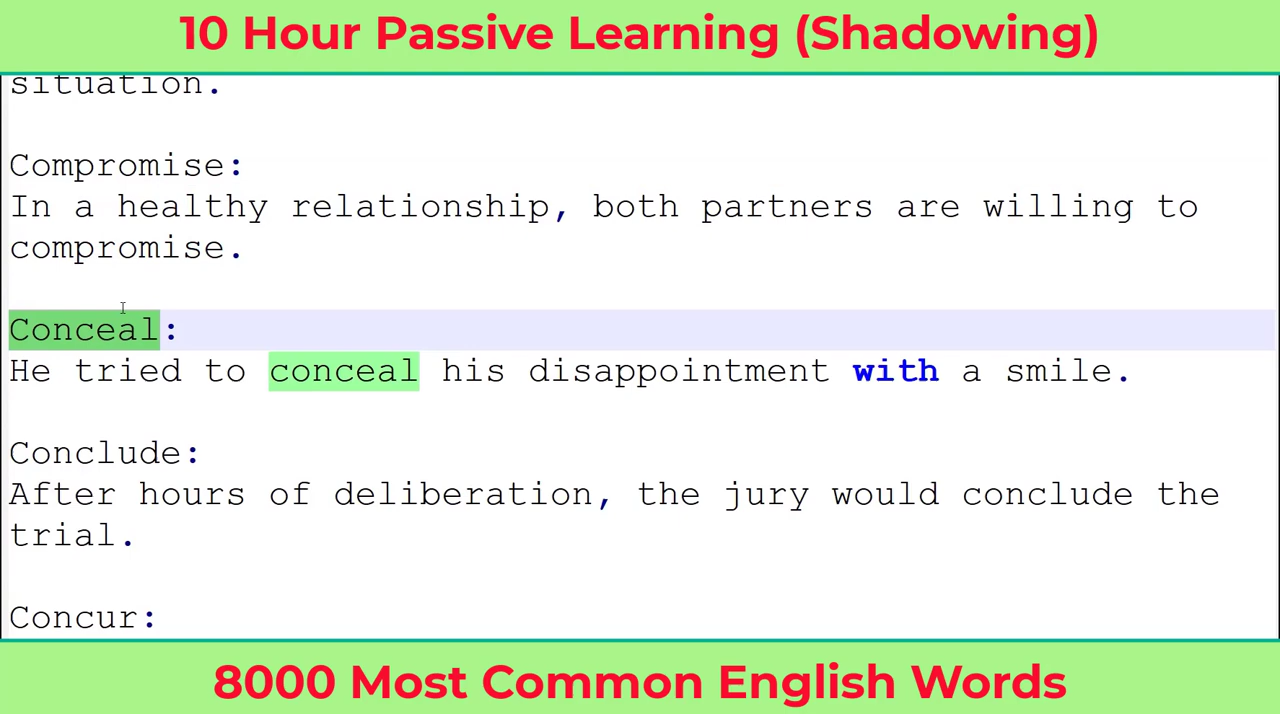 10 Hour Passive Learning (Shadowing)
situation.
Compromise:
In a healthy relationship, both partners are willing to
compromise.
Conceal:
He tried to conceal his disappointment with a smile.
Conclude:
After hours of deliberation, the jury would conclude the
trial.
Concur:
8000 Most Common English Words